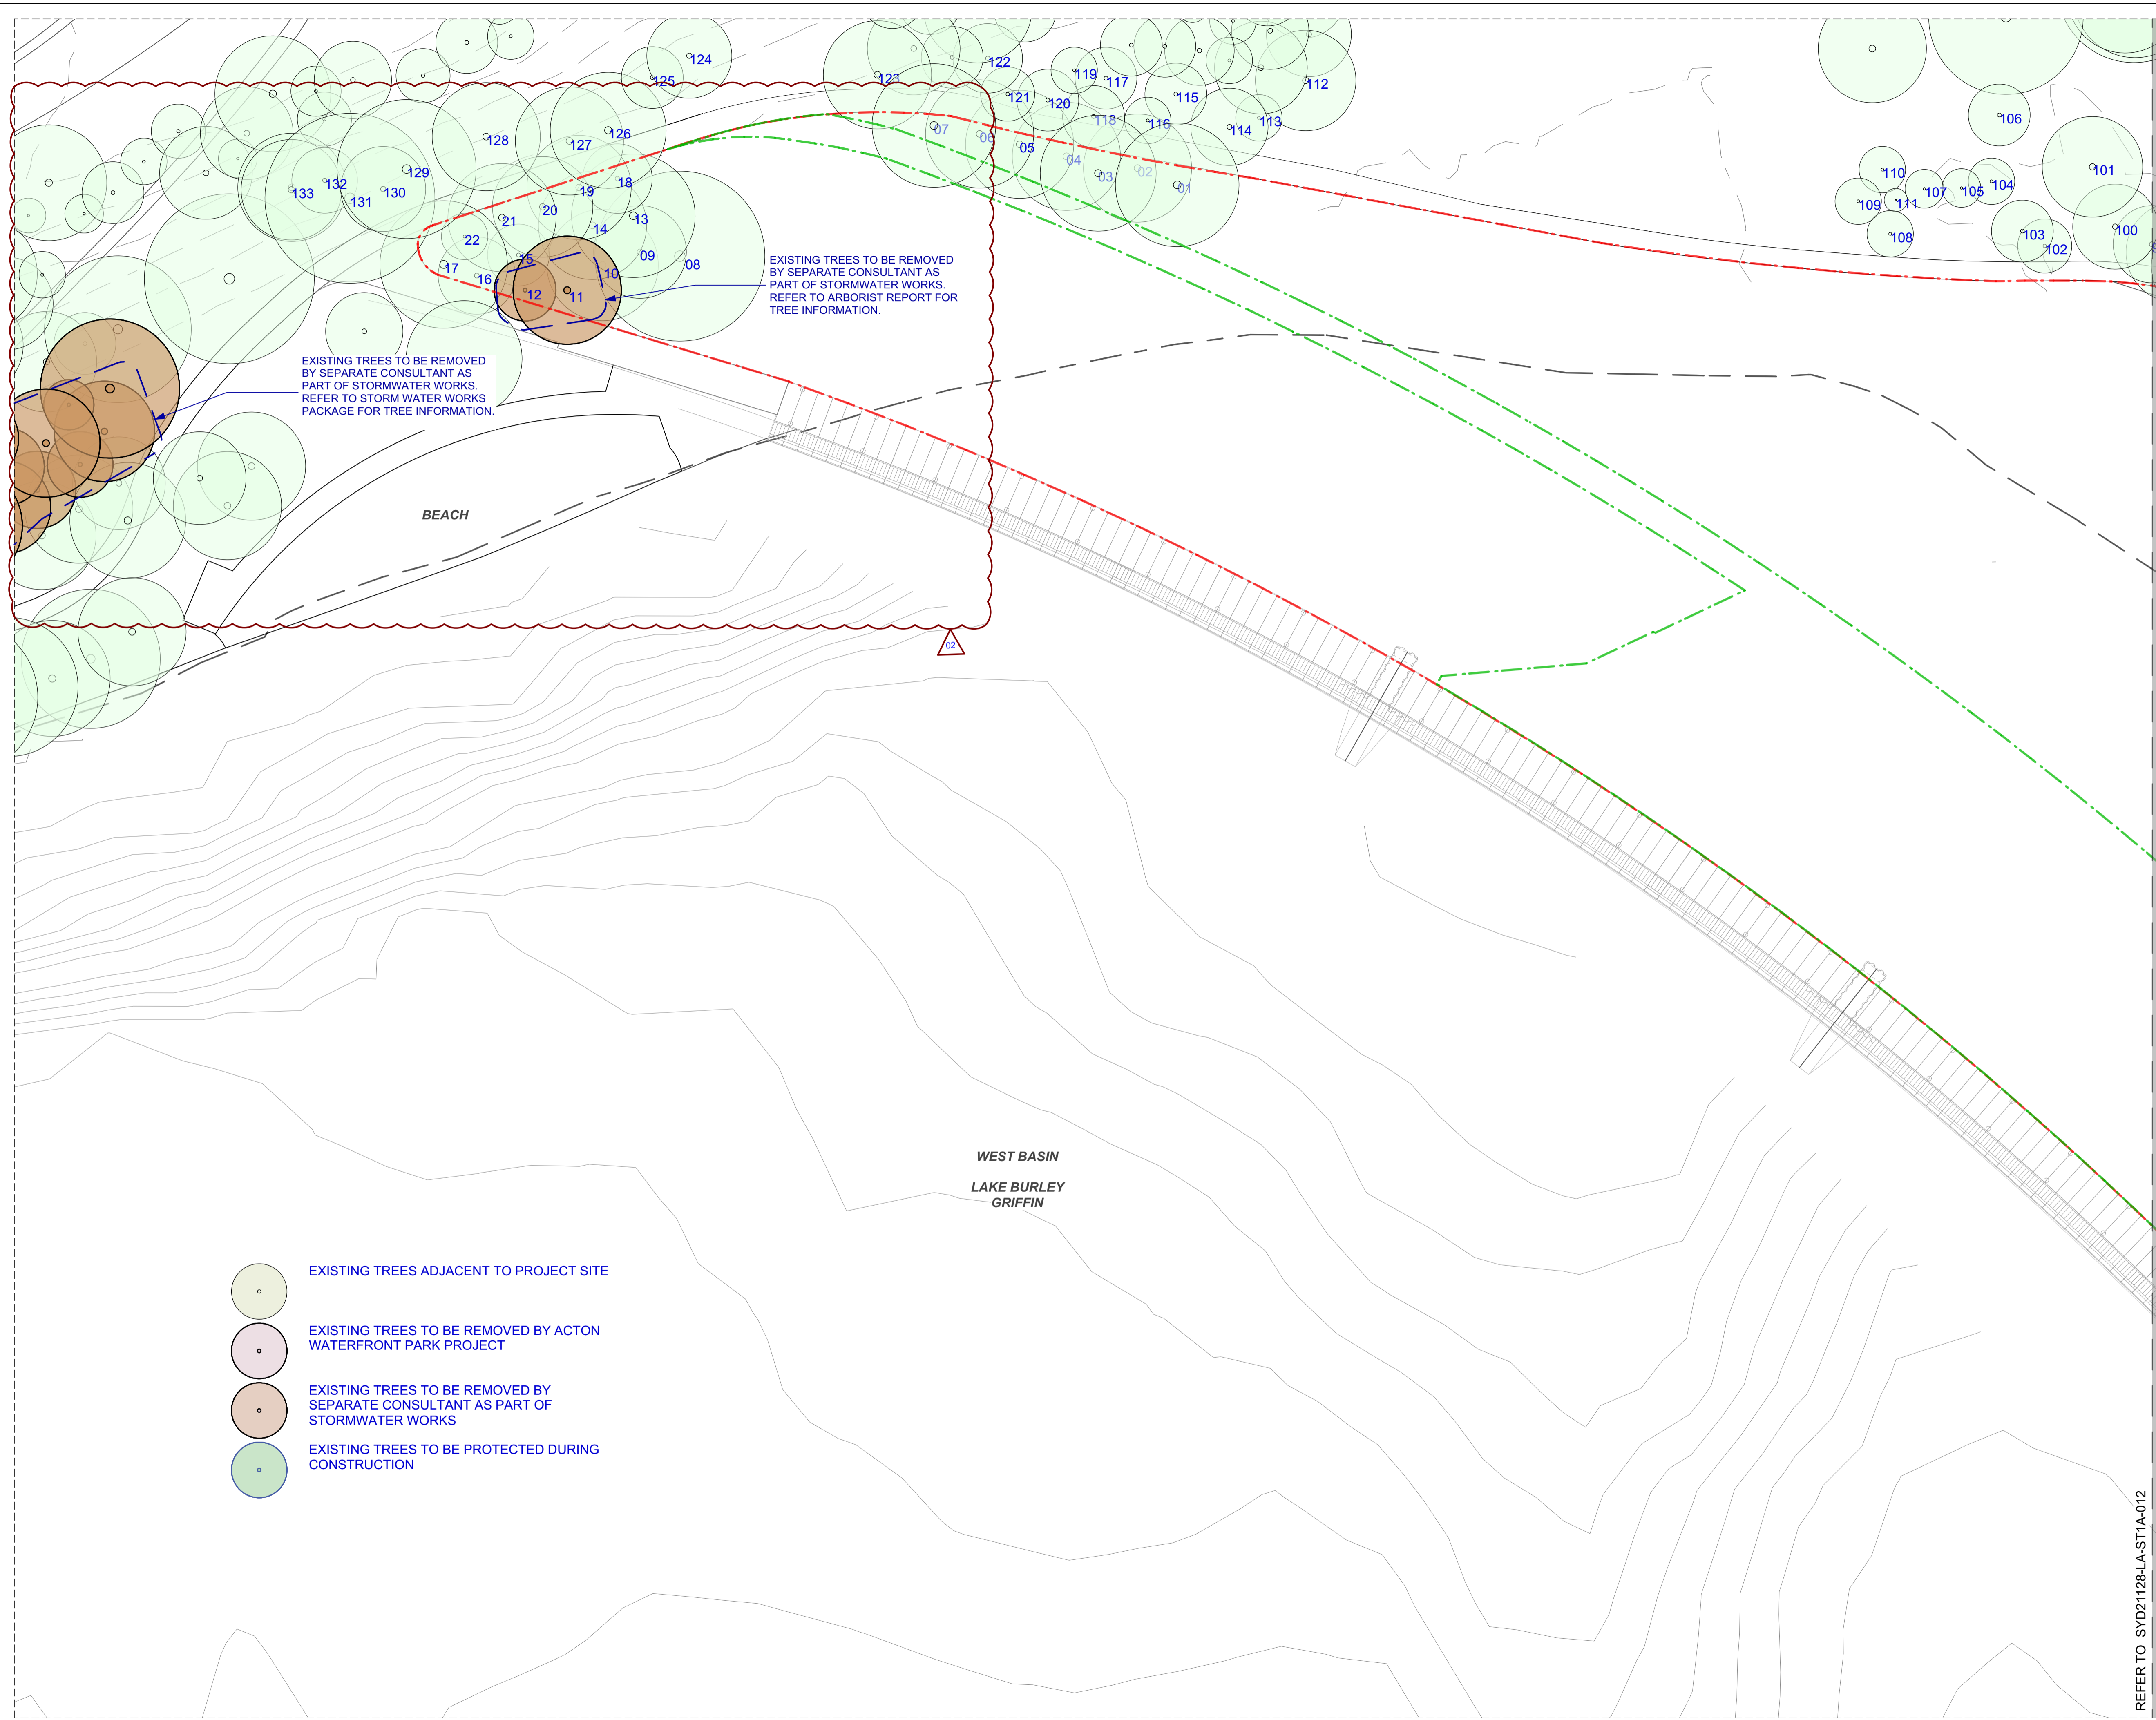 124
125
123
122
119
117
112
121
120
115
118
116
114
113
106
128
126
127
07
06
05
04
03
02
01
110
101
129
133
132
131
130
18
19
13
20
21
14
22
109
111
107
105
104
108
103
102
100
17
16
15
12
11
10
09
08
EXISTING TREES TO BE REMOVED
BY SEPARATE CONSULTANT AS
PART OF STORMWATER WORKS.
REFER TO ARBORIST REPORT FOR
TREE INFORMATION.
EXISTING TREES TO BE REMOVED
BY SEPARATE CONSULTANT AS
PART OF STORMWATER WORKS.
REFER TO STORM WATER WORKS
PACKAGE FOR TREE INFORMATION.
BEACH
02
WEST BASIN
LAKE BURLEY
GRIFFIN
EXISTING TREES ADJACENT TO PROJECT SITE
EXISTING TREES TO BE REMOVED BY ACTON
WATERFRONT PARK PROJECT
EXISTING TREES TO BE REMOVED BY
SEPARATE CONSULTANT AS PART OF
STORMWATER WORKS
EXISTING TREES TO BE PROTECTED DURING
CONSTRUCTION
REFER TO SYD21128-LA-ST1A-012